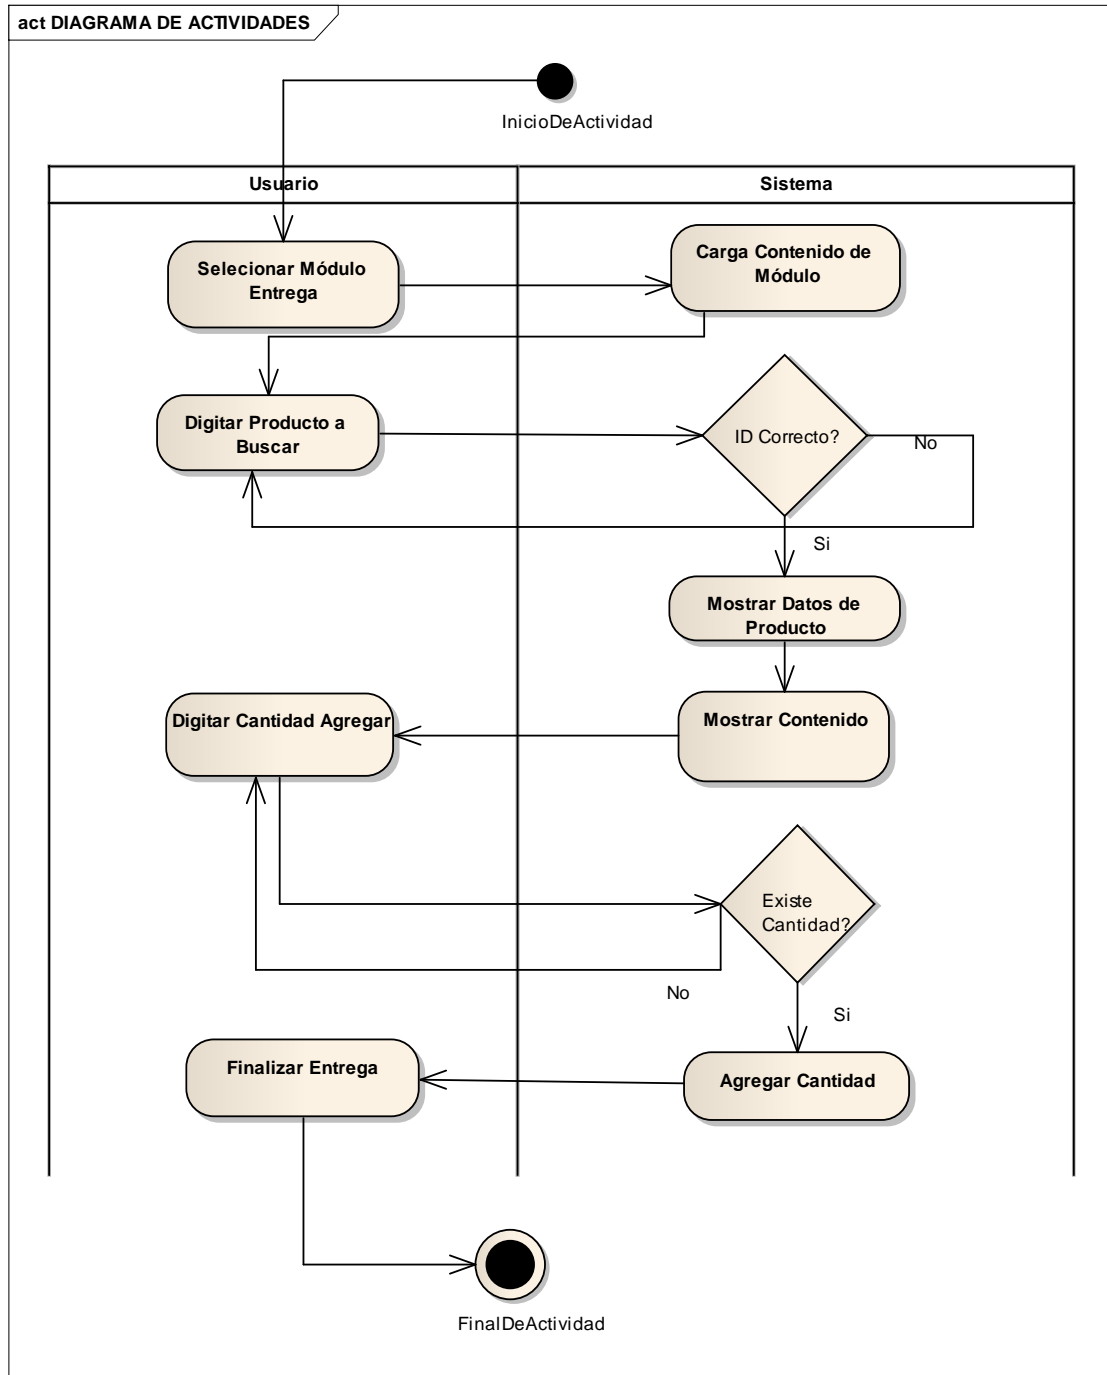 act DIAGRAMA DE ACTIVIDADES
InicioDeActividad
Usuario
Sistema
Selecionar Módulo
Entrega
Carga Contenido de
Módulo
Digitar Producto a
Buscar
ID Correcto?
No
Si
Mostrar Datos de
Producto
Digitar Cantidad Agregar
Mostrar Contenido
Existe
Cantidad?
No
Si
Finalizar Entrega
Agregar Cantidad
FinalDeActividad